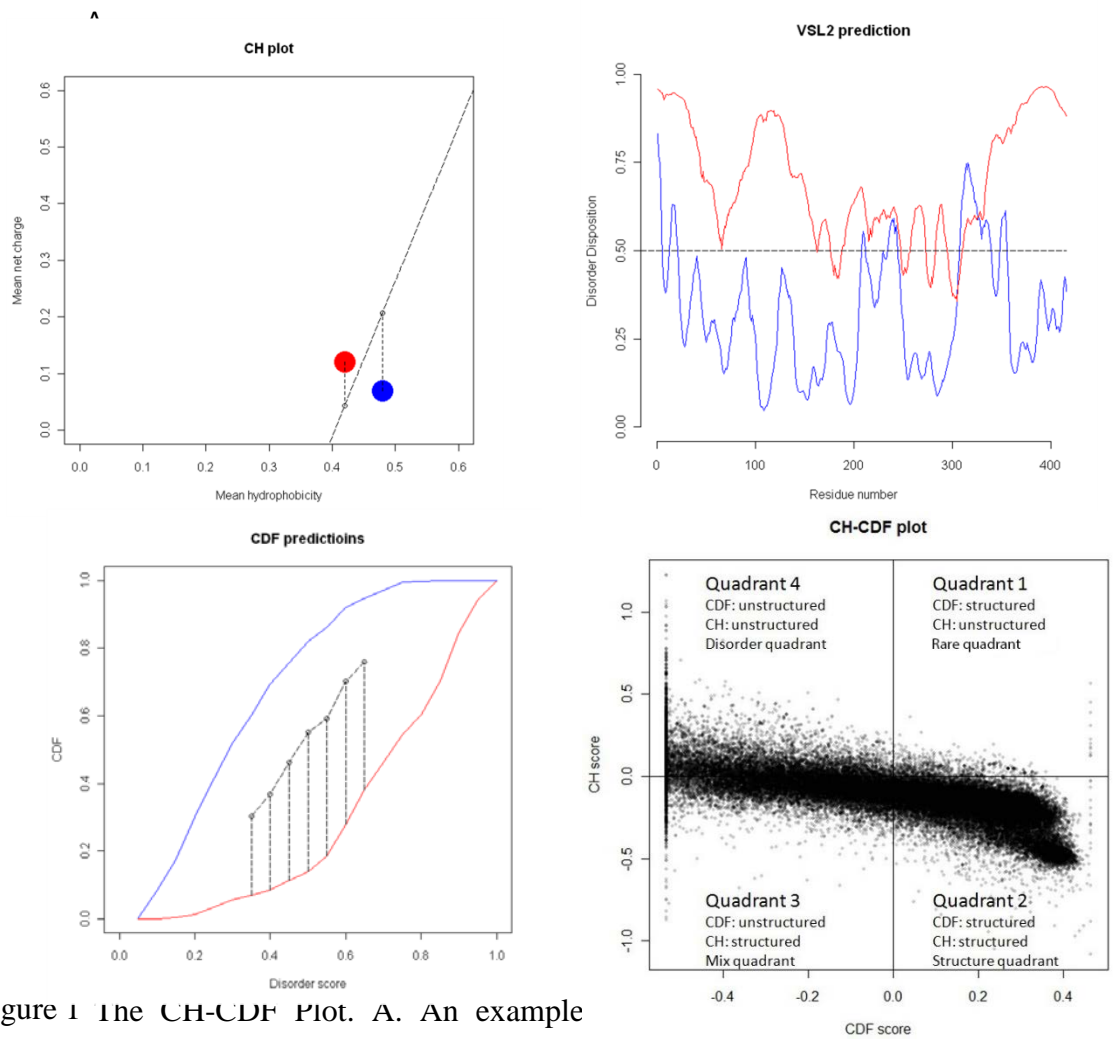 A
CH plot
0.6
0.5
0.4
0.3
0.2
0.1
0.0
Mean net charge
0.0 0.1 0.2 0.3 0.4 0.5 0.6
Mean hydrophobicity
VSL2 prediction
1.00
0.75
0.50
0.25
0.00
Disorder Disposition
0 100 200 300 400
Residue number
CDF predictioins
1.0
0.8
0.6
0.4
0.2
0.0
CDF
0.0 0.2 0.4 0.6 0.8 1.0
Disorder score
CH-CDF plot
Quadrant 4
CDF: unstructured
CH: unstructured
Disorder quadrant
Quadrant 1
CDF: structured
CH: unstructured
Rare quadrant
Quadrant 3
CDF: unstructured
CH: structured
Mix quadrant
Quadrant 2
CDF: structured
CH: structured
Structure quadrant
1.0
0.5
0.0
-0.5
-1.0
CH score
-0.4 -0.2 0.0 0.2 0.4
CDF score
gure 1 The CH-CDF Plot. A. An example